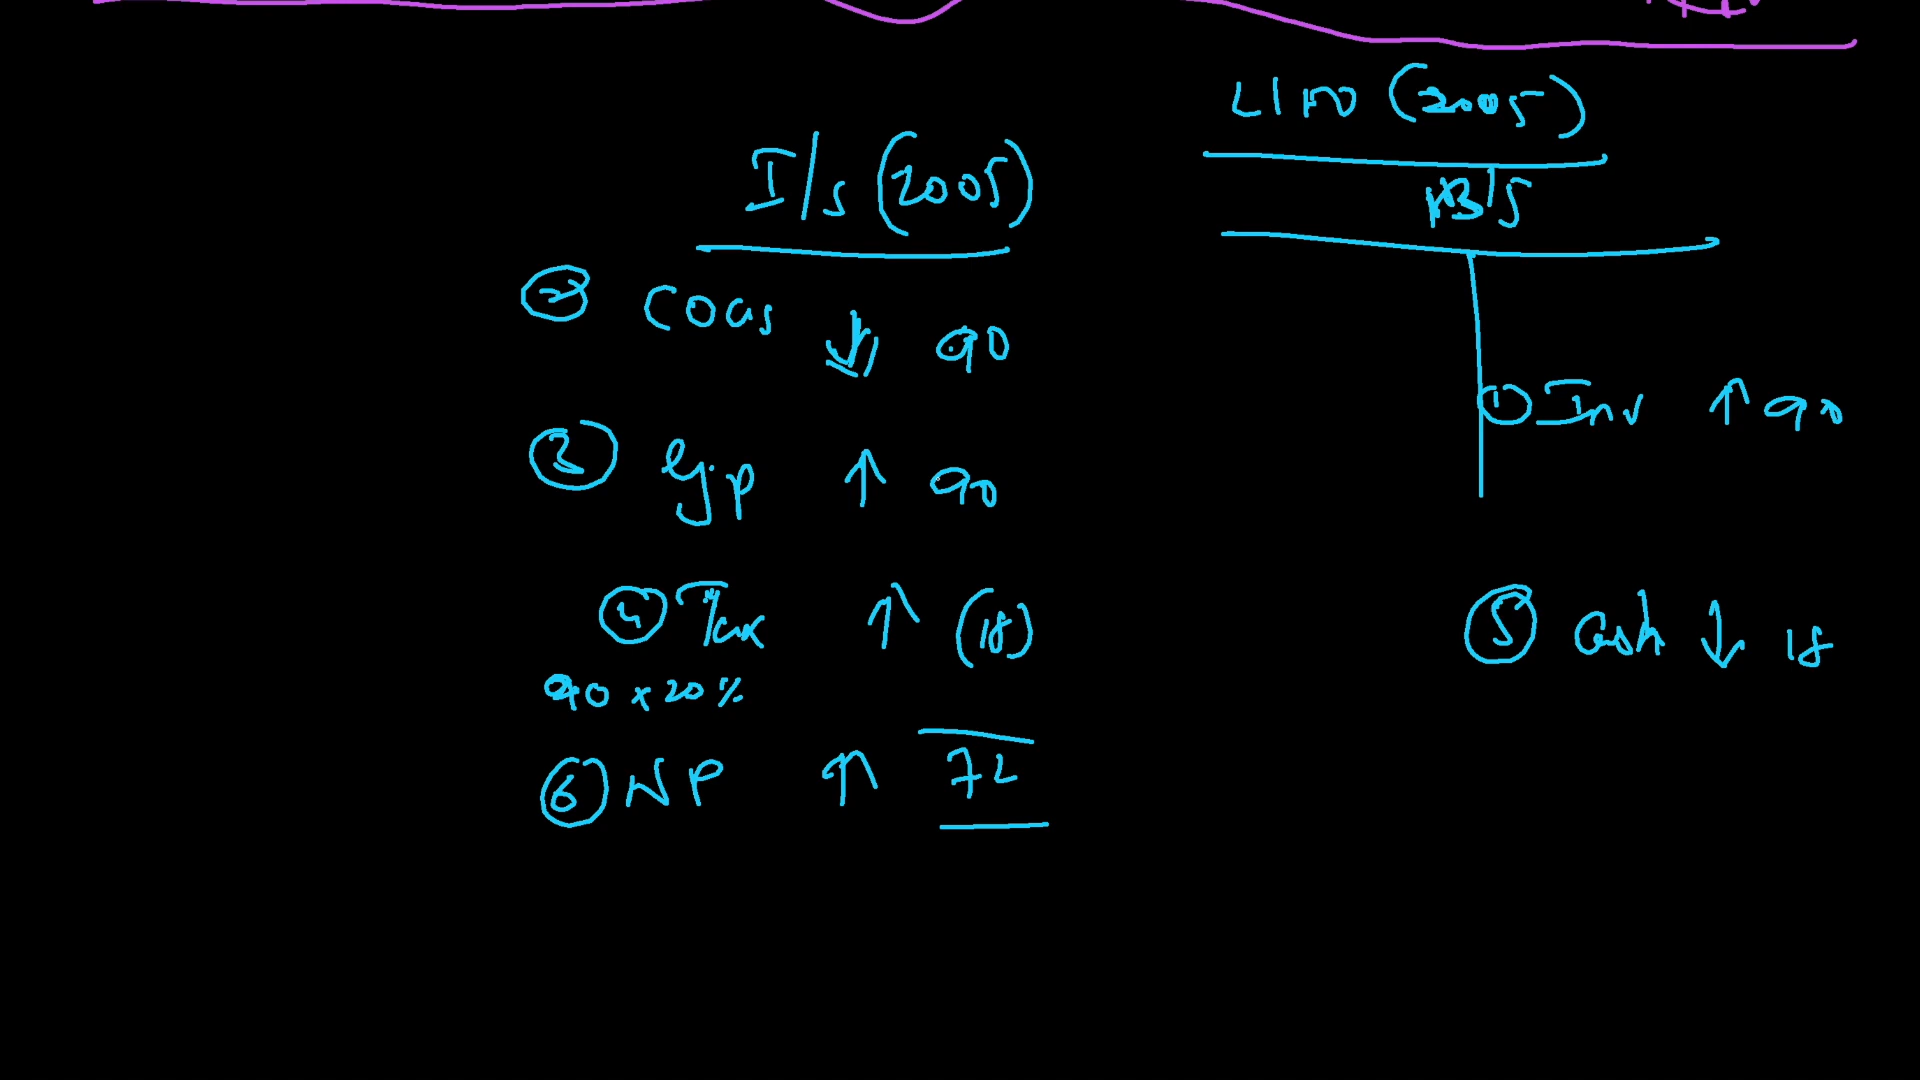 LIFO (2005)
I/S (2005)
B/S
② COGS ↓ 90
① Inv ↑ 90
③ GP ↑ 90
④ Tax ↑ (18)
⑤ Cash ↓ 18
90 x 20%
⑥ NP ↑ 72